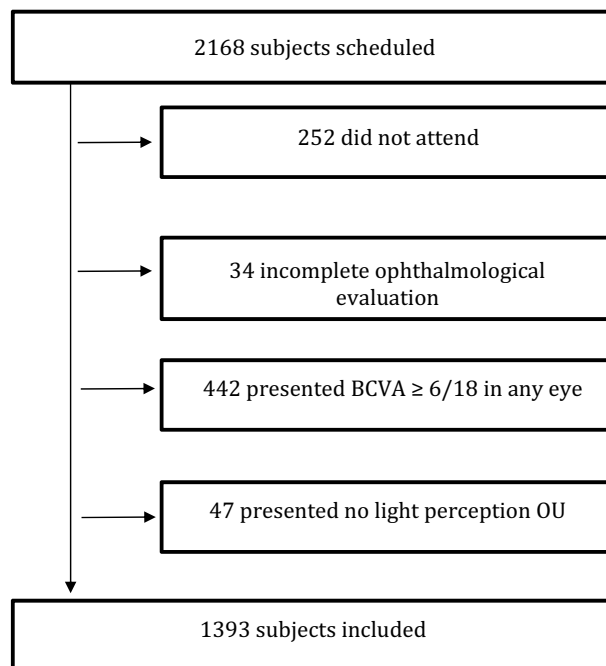 2168 subjects scheduled
252 did not attend
34 incomplete ophthalmological
evaluation
442 presented BCVA ≥ 6/18 in any eye
47 presented no light perception OU
1393 subjects included